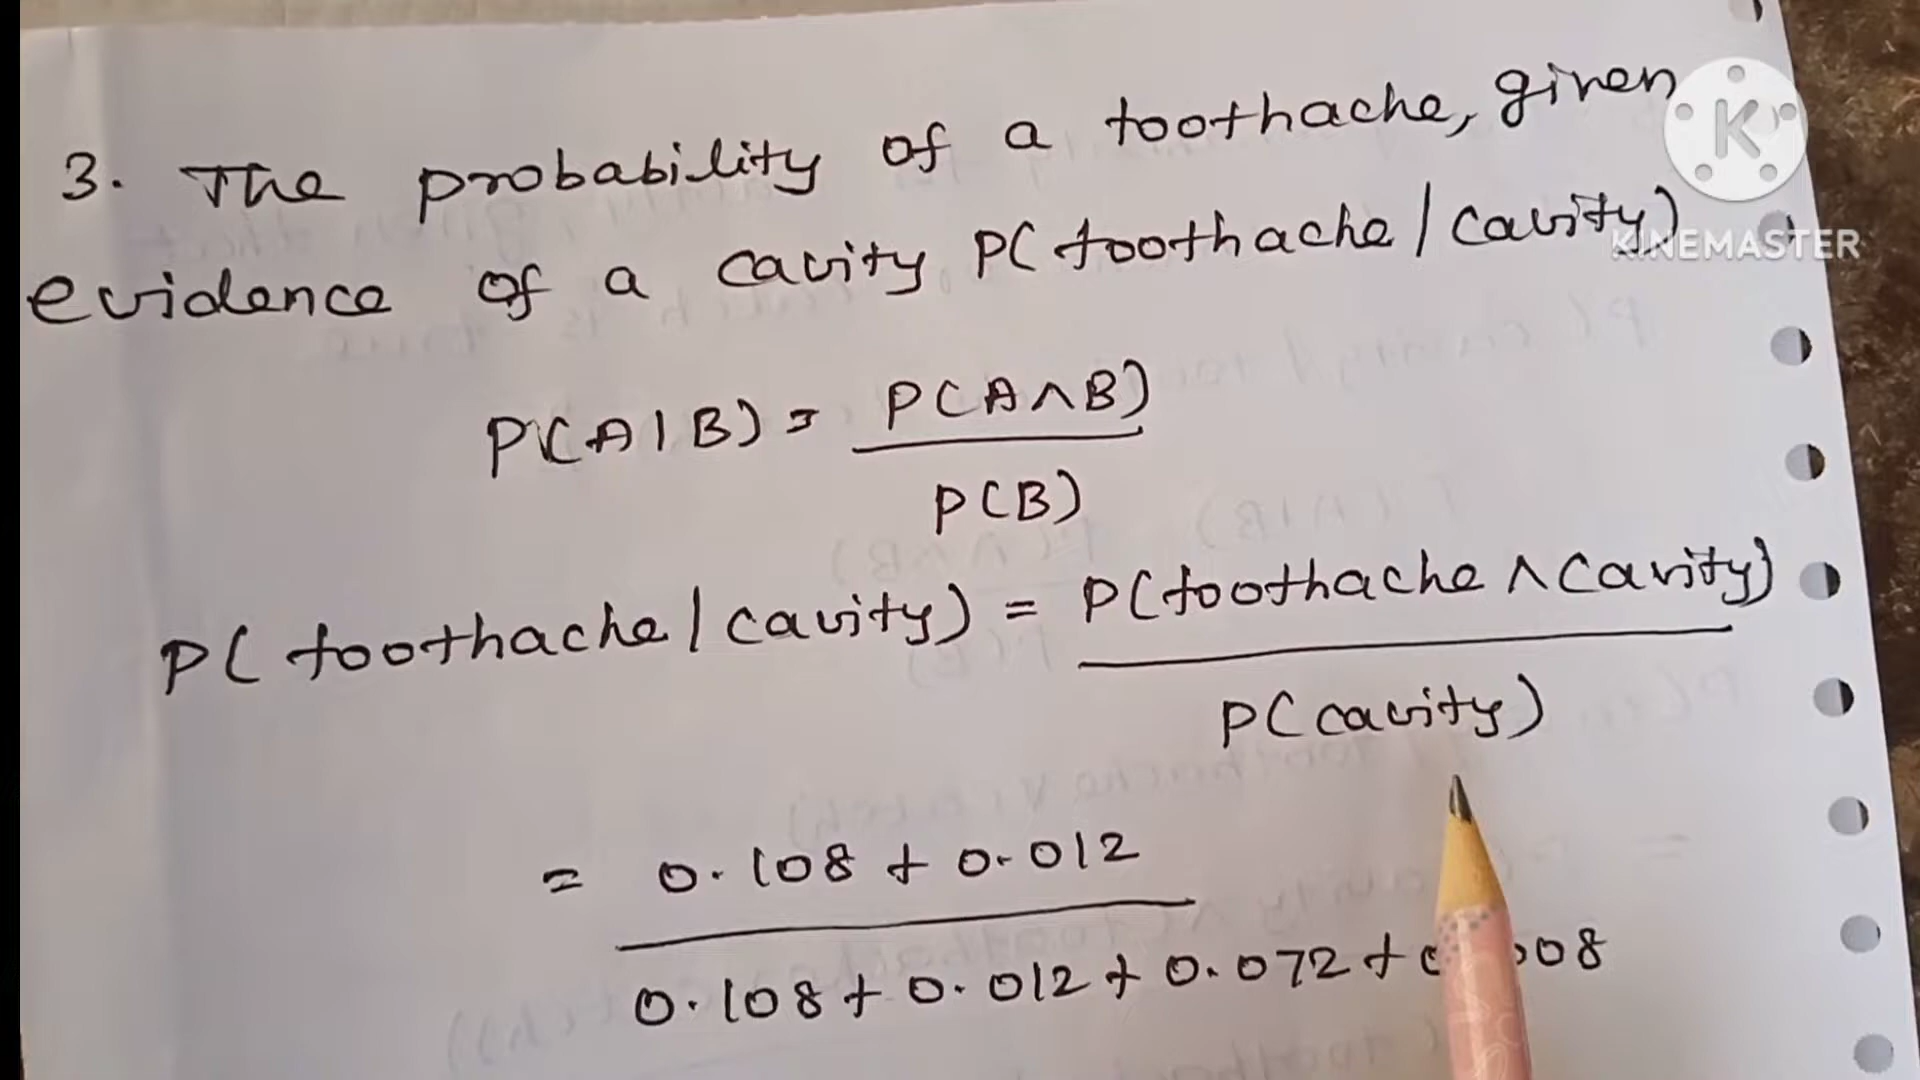 3. The probability of a toothache, given
evidence of a cavity P(toothache/cavity)
K
KINEMASTER
P(A|B) = P(A∧B)
P(B)
P(toothache/cavity) = P(toothache ∧ cavity)
P(cavity)
= 0.108 + 0.012
0.108 + 0.012 + 0.072 +